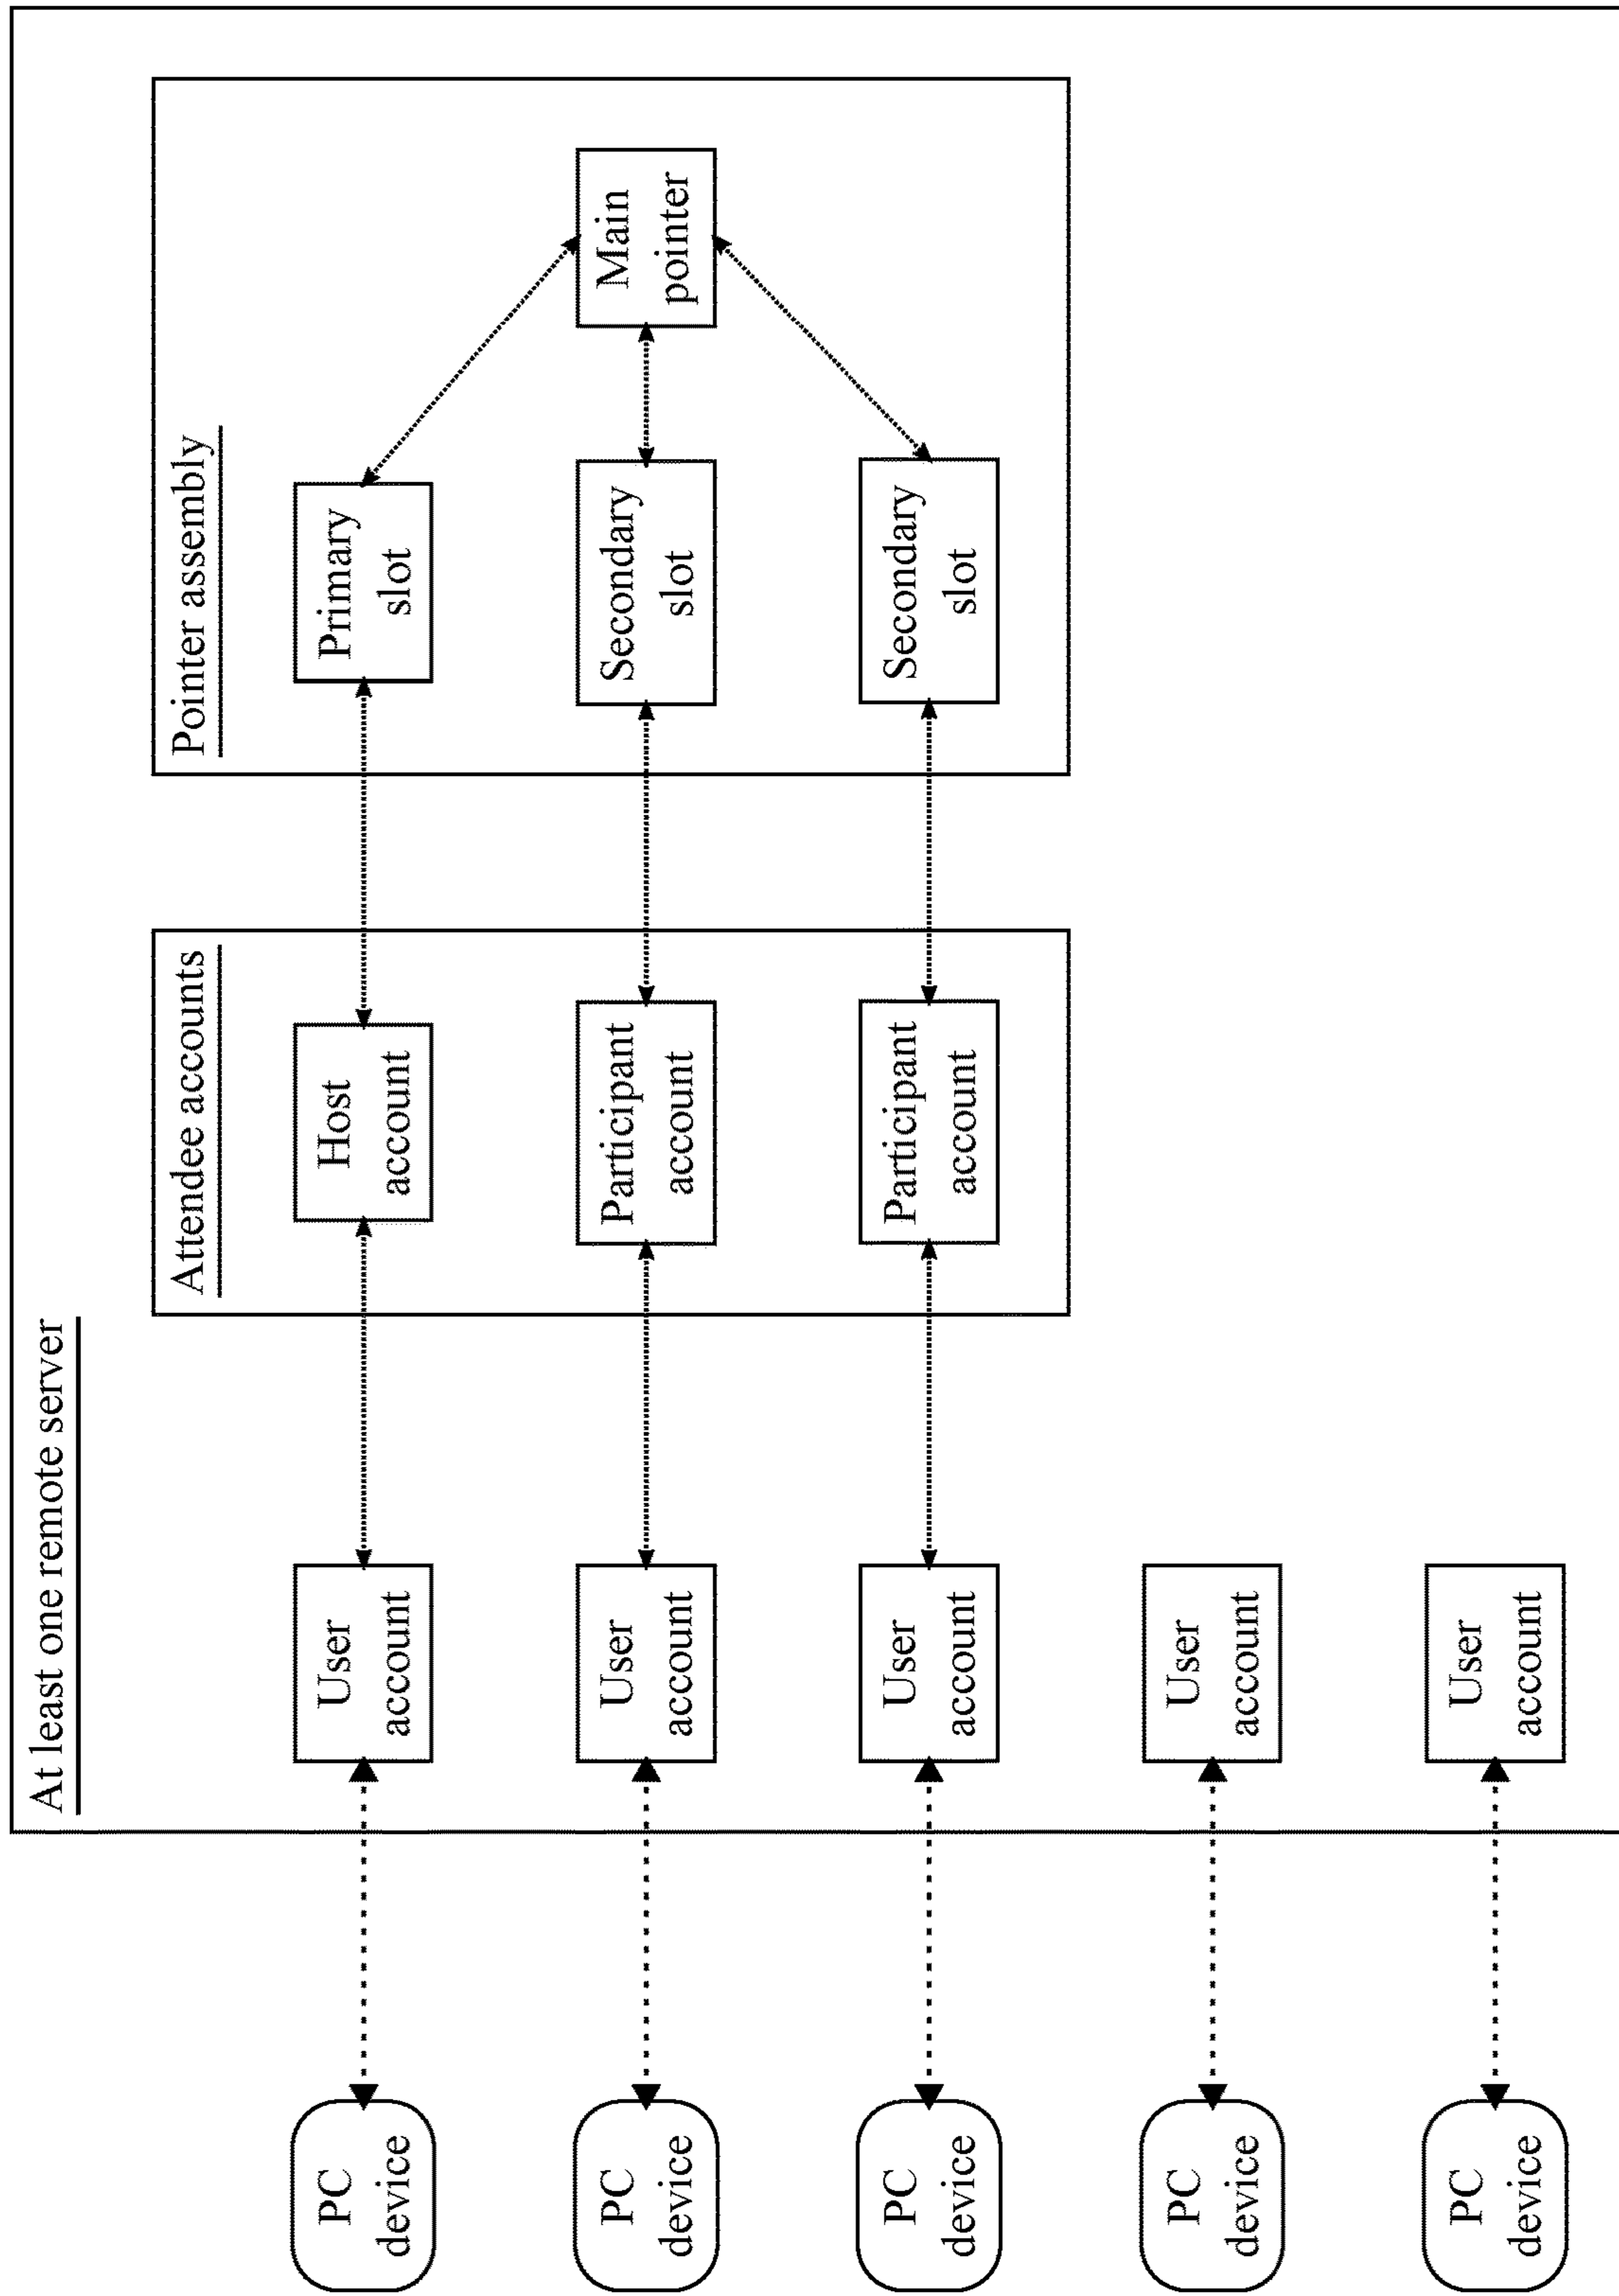 At least one remote server
Attendee accounts
Pointer assembly
PC
device
User
account
Host
account
Primary
slot
PC
device
User
account
Participant
account
Secondary
slot
Main
pointer
PC
device
User
account
Participant
account
Secondary
slot
PC
device
User
account
PC
device
User
account